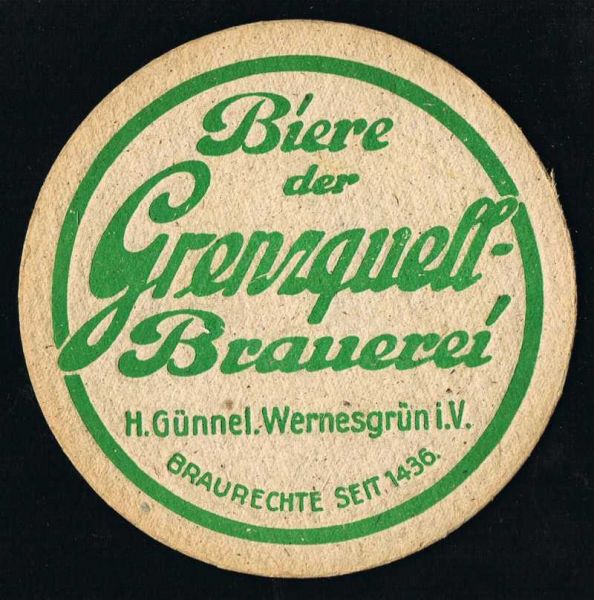 Biere
der
Grenzquell-
Brauerei
H. Günnel. Wernesgrün i.V.
BRAURECHTE SEIT 1436.